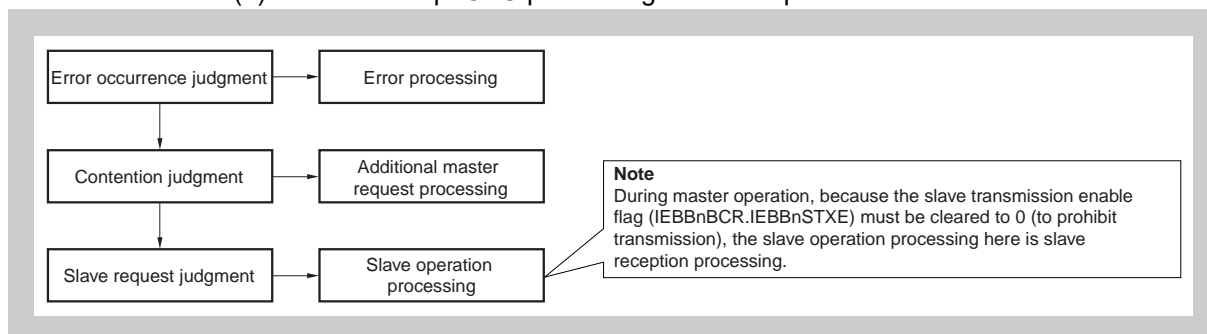 Error occurrence judgment
Error processing
Contention judgment
Additional master
request processing
Note
During master operation, because the slave transmission enable
flag (IEBBnBCR.IEBBnSTXE) must be cleared to 0 (to prohibit
transmission), the slave operation processing here is slave
reception processing.
Slave request judgment
Slave operation
processing